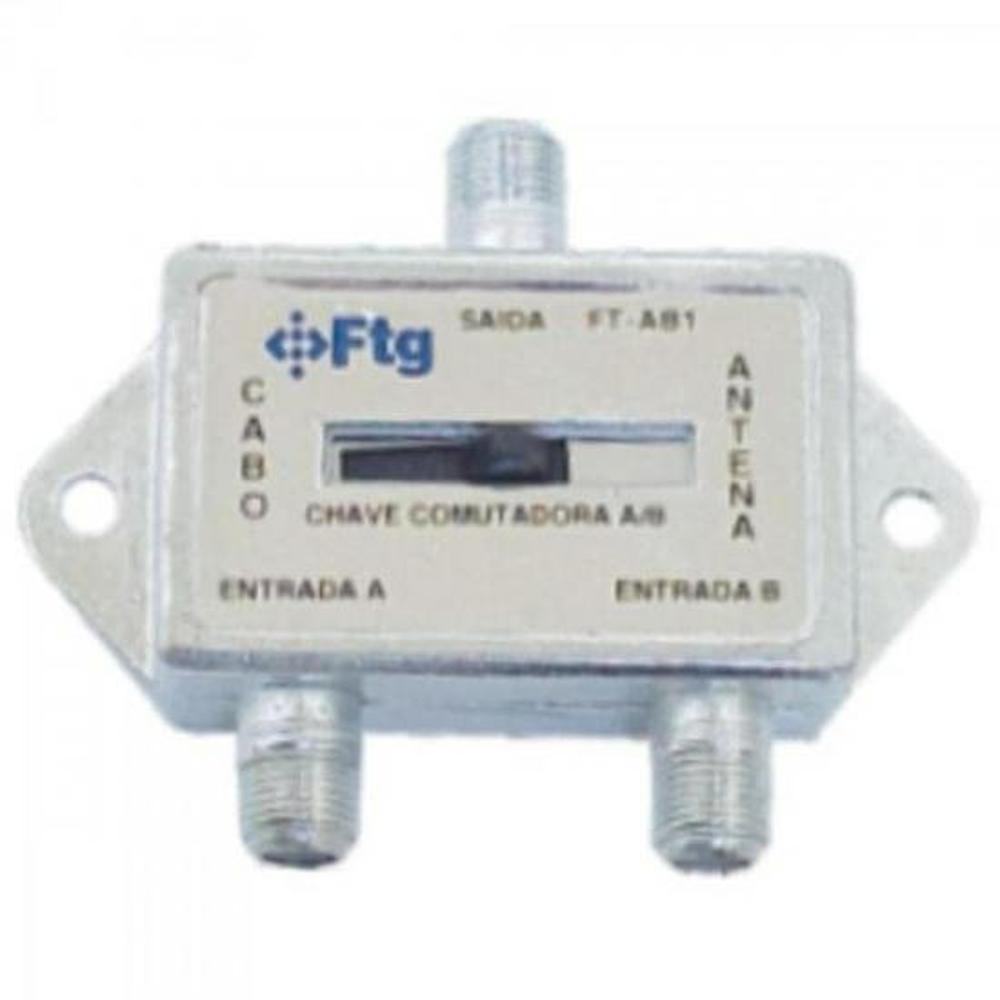 Ftg SAIDA FT-AB1
CABO
ANTENA
CHAVE COMUTADORA A/B
ENTRADA A ENTRADA B